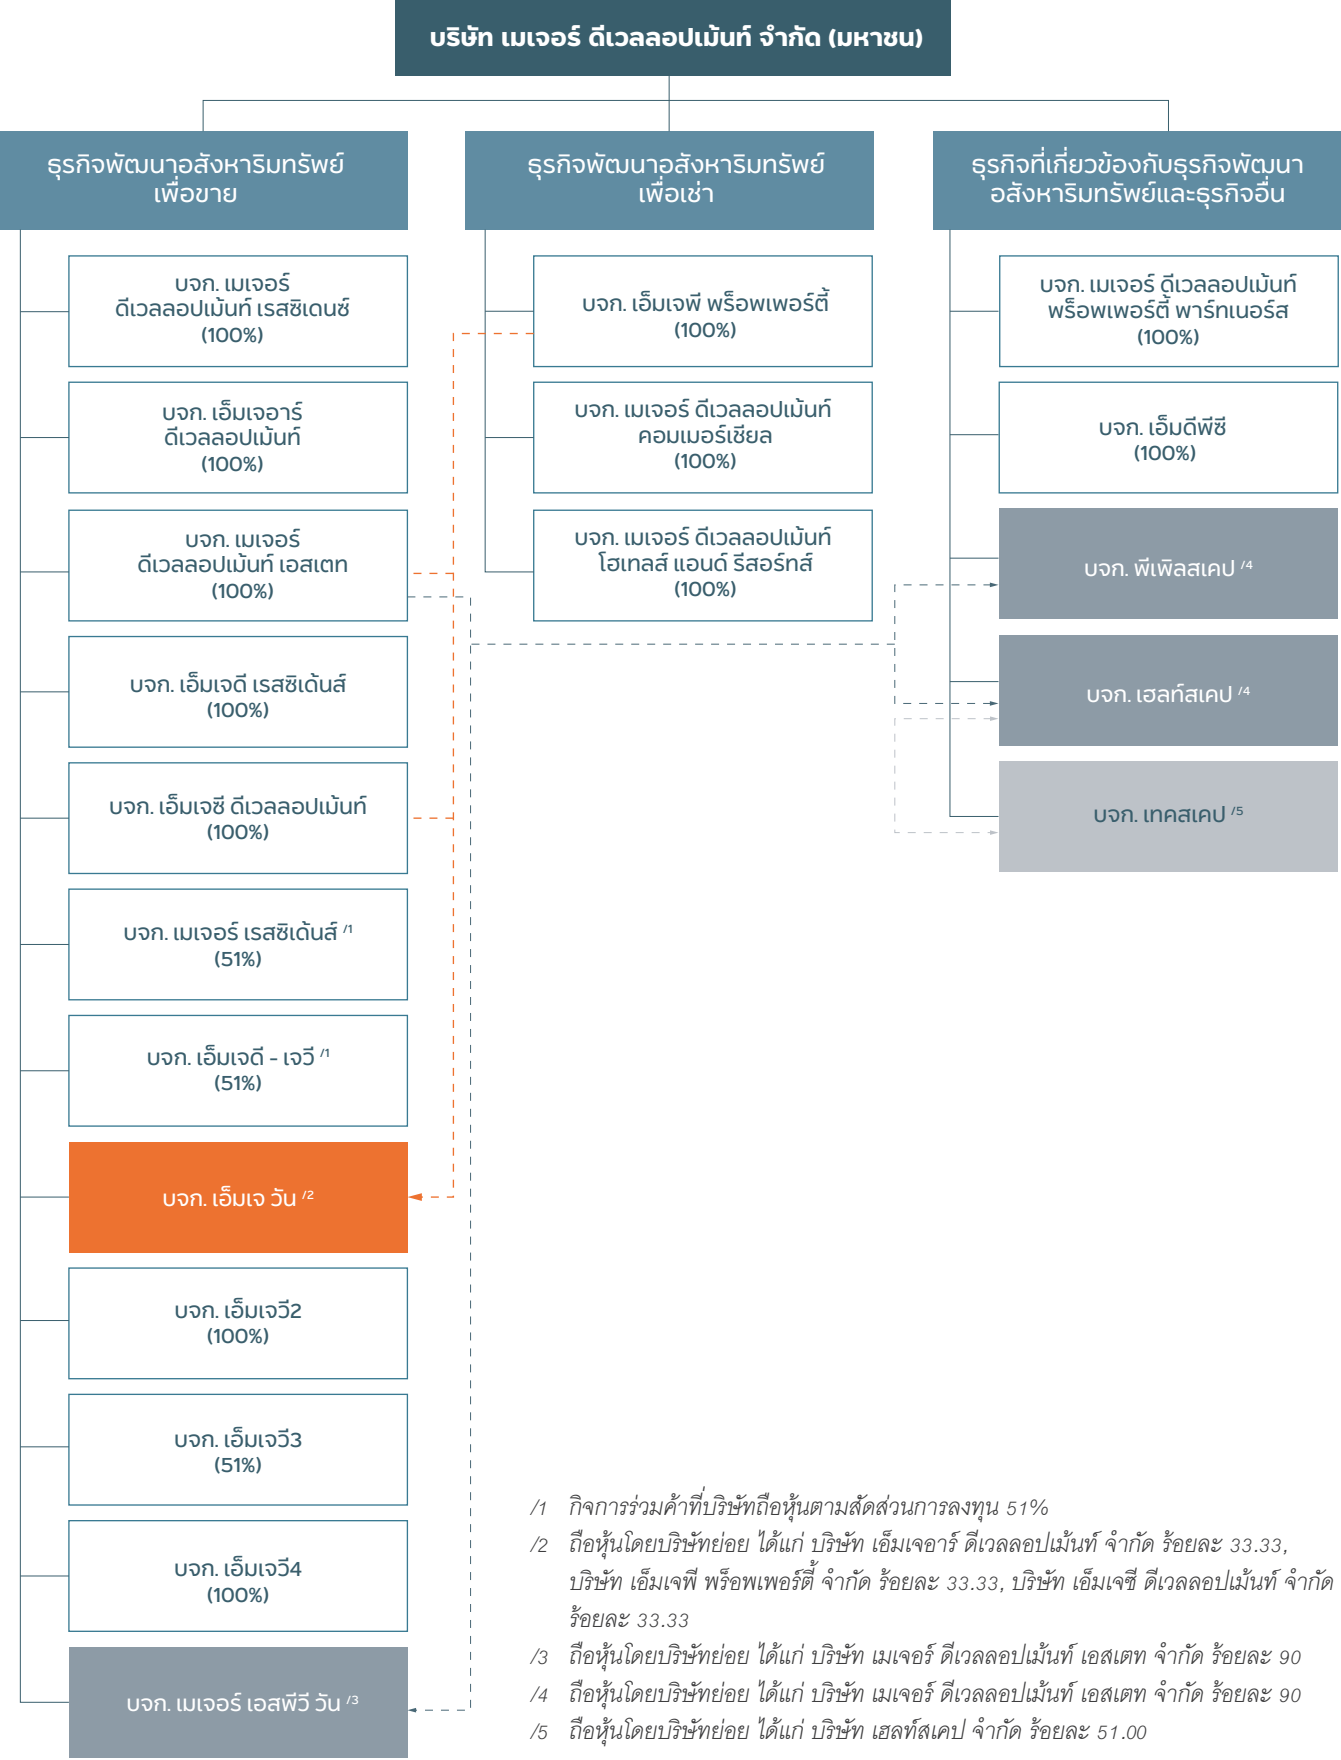 บริษัท เมเจอร์ ดีเวลลอปเม้นท์ จำกัด (มหาชน)
ธุรกิจพัฒนาอสังหาริมทรัพย์
เพื่อขาย
บจก. เมเจอร์
ดีเวลลอปเม้นท์ เรสซิเดนซ์
(100%)
บจก. เอ็มเจอาร์
ดีเวลลอปเม้นท์
(100%)
บจก. เมเจอร์
ดีเวลลอปเม้นท์ เอสเตท
(100%)
บจก. เอ็มเจดี เรสซิเด้นส์
(100%)
บจก. เอ็มเจซี ดีเวลลอปเม้นท์
(100%)
บจก. เมเจอร์ เรสซิเด้นส์ /1
(51%)
บจก. เอ็มเจดี - เจวี /1
(51%)
บจก. เอ็มเจ วัน /2
บจก. เอ็มเจวี2
(100%)
บจก. เอ็มเจวี3
(51%)
บจก. เอ็มเจวี4
(100%)
บจก. เมเจอร์ เอสพีวี วัน /3
ธุรกิจพัฒนาอสังหาริมทรัพย์
เพื่อเช่า
บจก. เอ็มเจพี พร็อพเพอร์ตี้
(100%)
บจก. เมเจอร์ ดีเวลลอปเม้นท์
คอมเมอร์เชียล
(100%)
บจก. เมเจอร์ ดีเวลลอปเม้นท์
โฮเทลส์ แอนด์ รีสอร์ทส์
(100%)
ธุรกิจที่เกี่ยวข้องกับธุรกิจพัฒนา
อสังหาริมทรัพย์และธุรกิจอื่น
บจก. เมเจอร์ ดีเวลลอปเม้นท์
พร็อพเพอร์ตี้ พาร์ทเนอร์ส
(100%)
บจก. เอ็มดีพีซี
(100%)
บจก. พีเพิลสเคป /4
บจก. เฮลท์สเคป /4
บจก. เทคสเคป /5
/1 กิจการร่วมค้าที่บริษัทถือหุ้นตามสัดส่วนการลงทุน 51%
/2 ถือหุ้นโดยบริษัทย่อย ได้แก่ บริษัท เอ็มเจอาร์ ดีเวลลอปเม้นท์ จำกัด ร้อยละ 33.33,
บริษัท เอ็มเจพี พร็อพเพอร์ตี้ จำกัด ร้อยละ 33.33, บริษัท เอ็มเจซี ดีเวลลอปเม้นท์ จำกัด
ร้อยละ 33.33
/3 ถือหุ้นโดยบริษัทย่อย ได้แก่ บริษัท เมเจอร์ ดีเวลลอปเม้นท์ เอสเตท จำกัด ร้อยละ 90
/4 ถือหุ้นโดยบริษัทย่อย ได้แก่ บริษัท เมเจอร์ ดีเวลลอปเม้นท์ เอสเตท จำกัด ร้อยละ 90
/5 ถือหุ้นโดยบริษัทย่อย ได้แก่ บริษัท เฮลท์สเคป จำกัด ร้อยละ 51.00